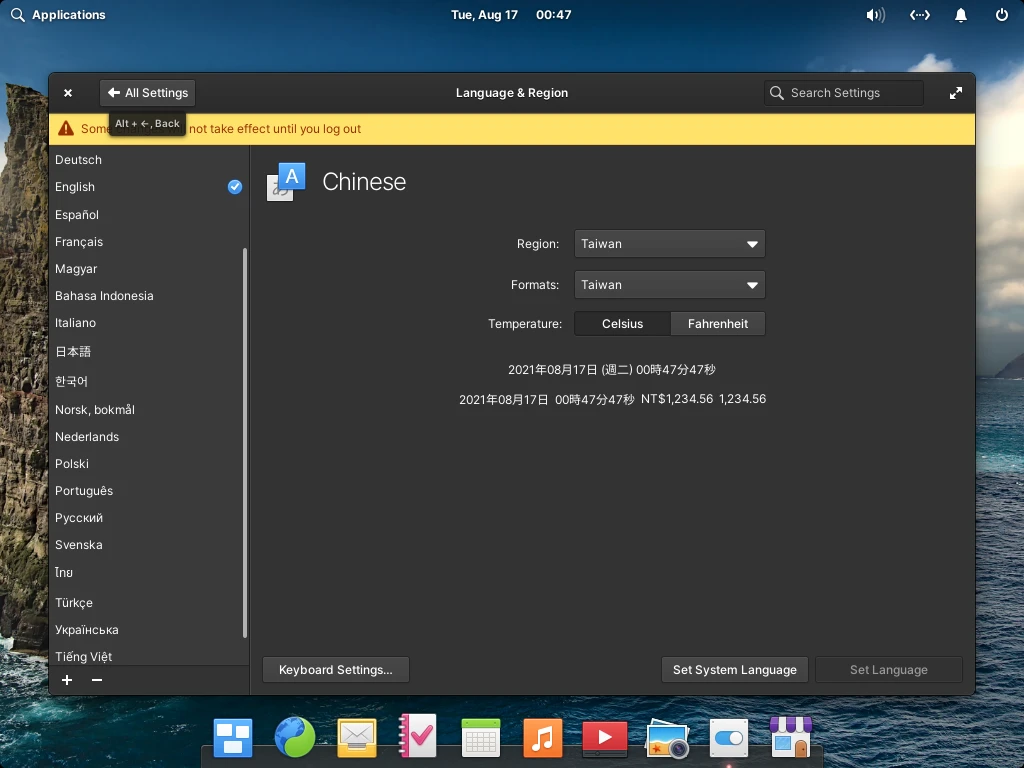 Applications
Tue, Aug 17 00:47
All Settings
Language & Region
Search Settings
Alt + ←, Back
Some not take effect until you log out
Deutsch
English
Español
Français
Magyar
Bahasa Indonesia
Italiano
日本語
한국어
Norsk, bokmål
Nederlands
Polski
Português
Русский
Svenska
ไทย
Türkçe
Українська
Tiếng Việt
Chinese
Region: Taiwan
Formats: Taiwan
Temperature: Celsius Fahrenheit
2021年08月17日 (週二) 00時47分47秒
2021年08月17日 00時47分47秒 NT$1,234.56 1,234.56
Keyboard Settings...
Set System Language
Set Language